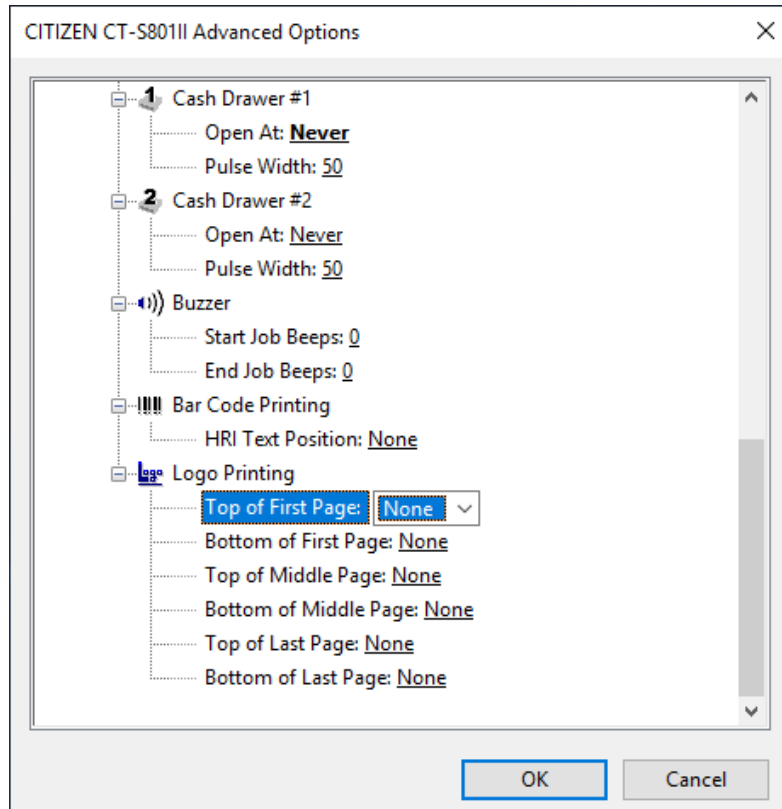 CITIZEN CT-S801II Advanced Options
1 Cash Drawer #1
Open At: Never
Pulse Width: 50
2 Cash Drawer #2
Open At: Never
Pulse Width: 50
Buzzer
Start Job Beeps: 0
End Job Beeps: 0
Bar Code Printing
HRI Text Position: None
Logo Logo Printing
Top of First Page: None
Bottom of First Page: None
Top of Middle Page: None
Bottom of Middle Page: None
Top of Last Page: None
Bottom of Last Page: None
OK Cancel